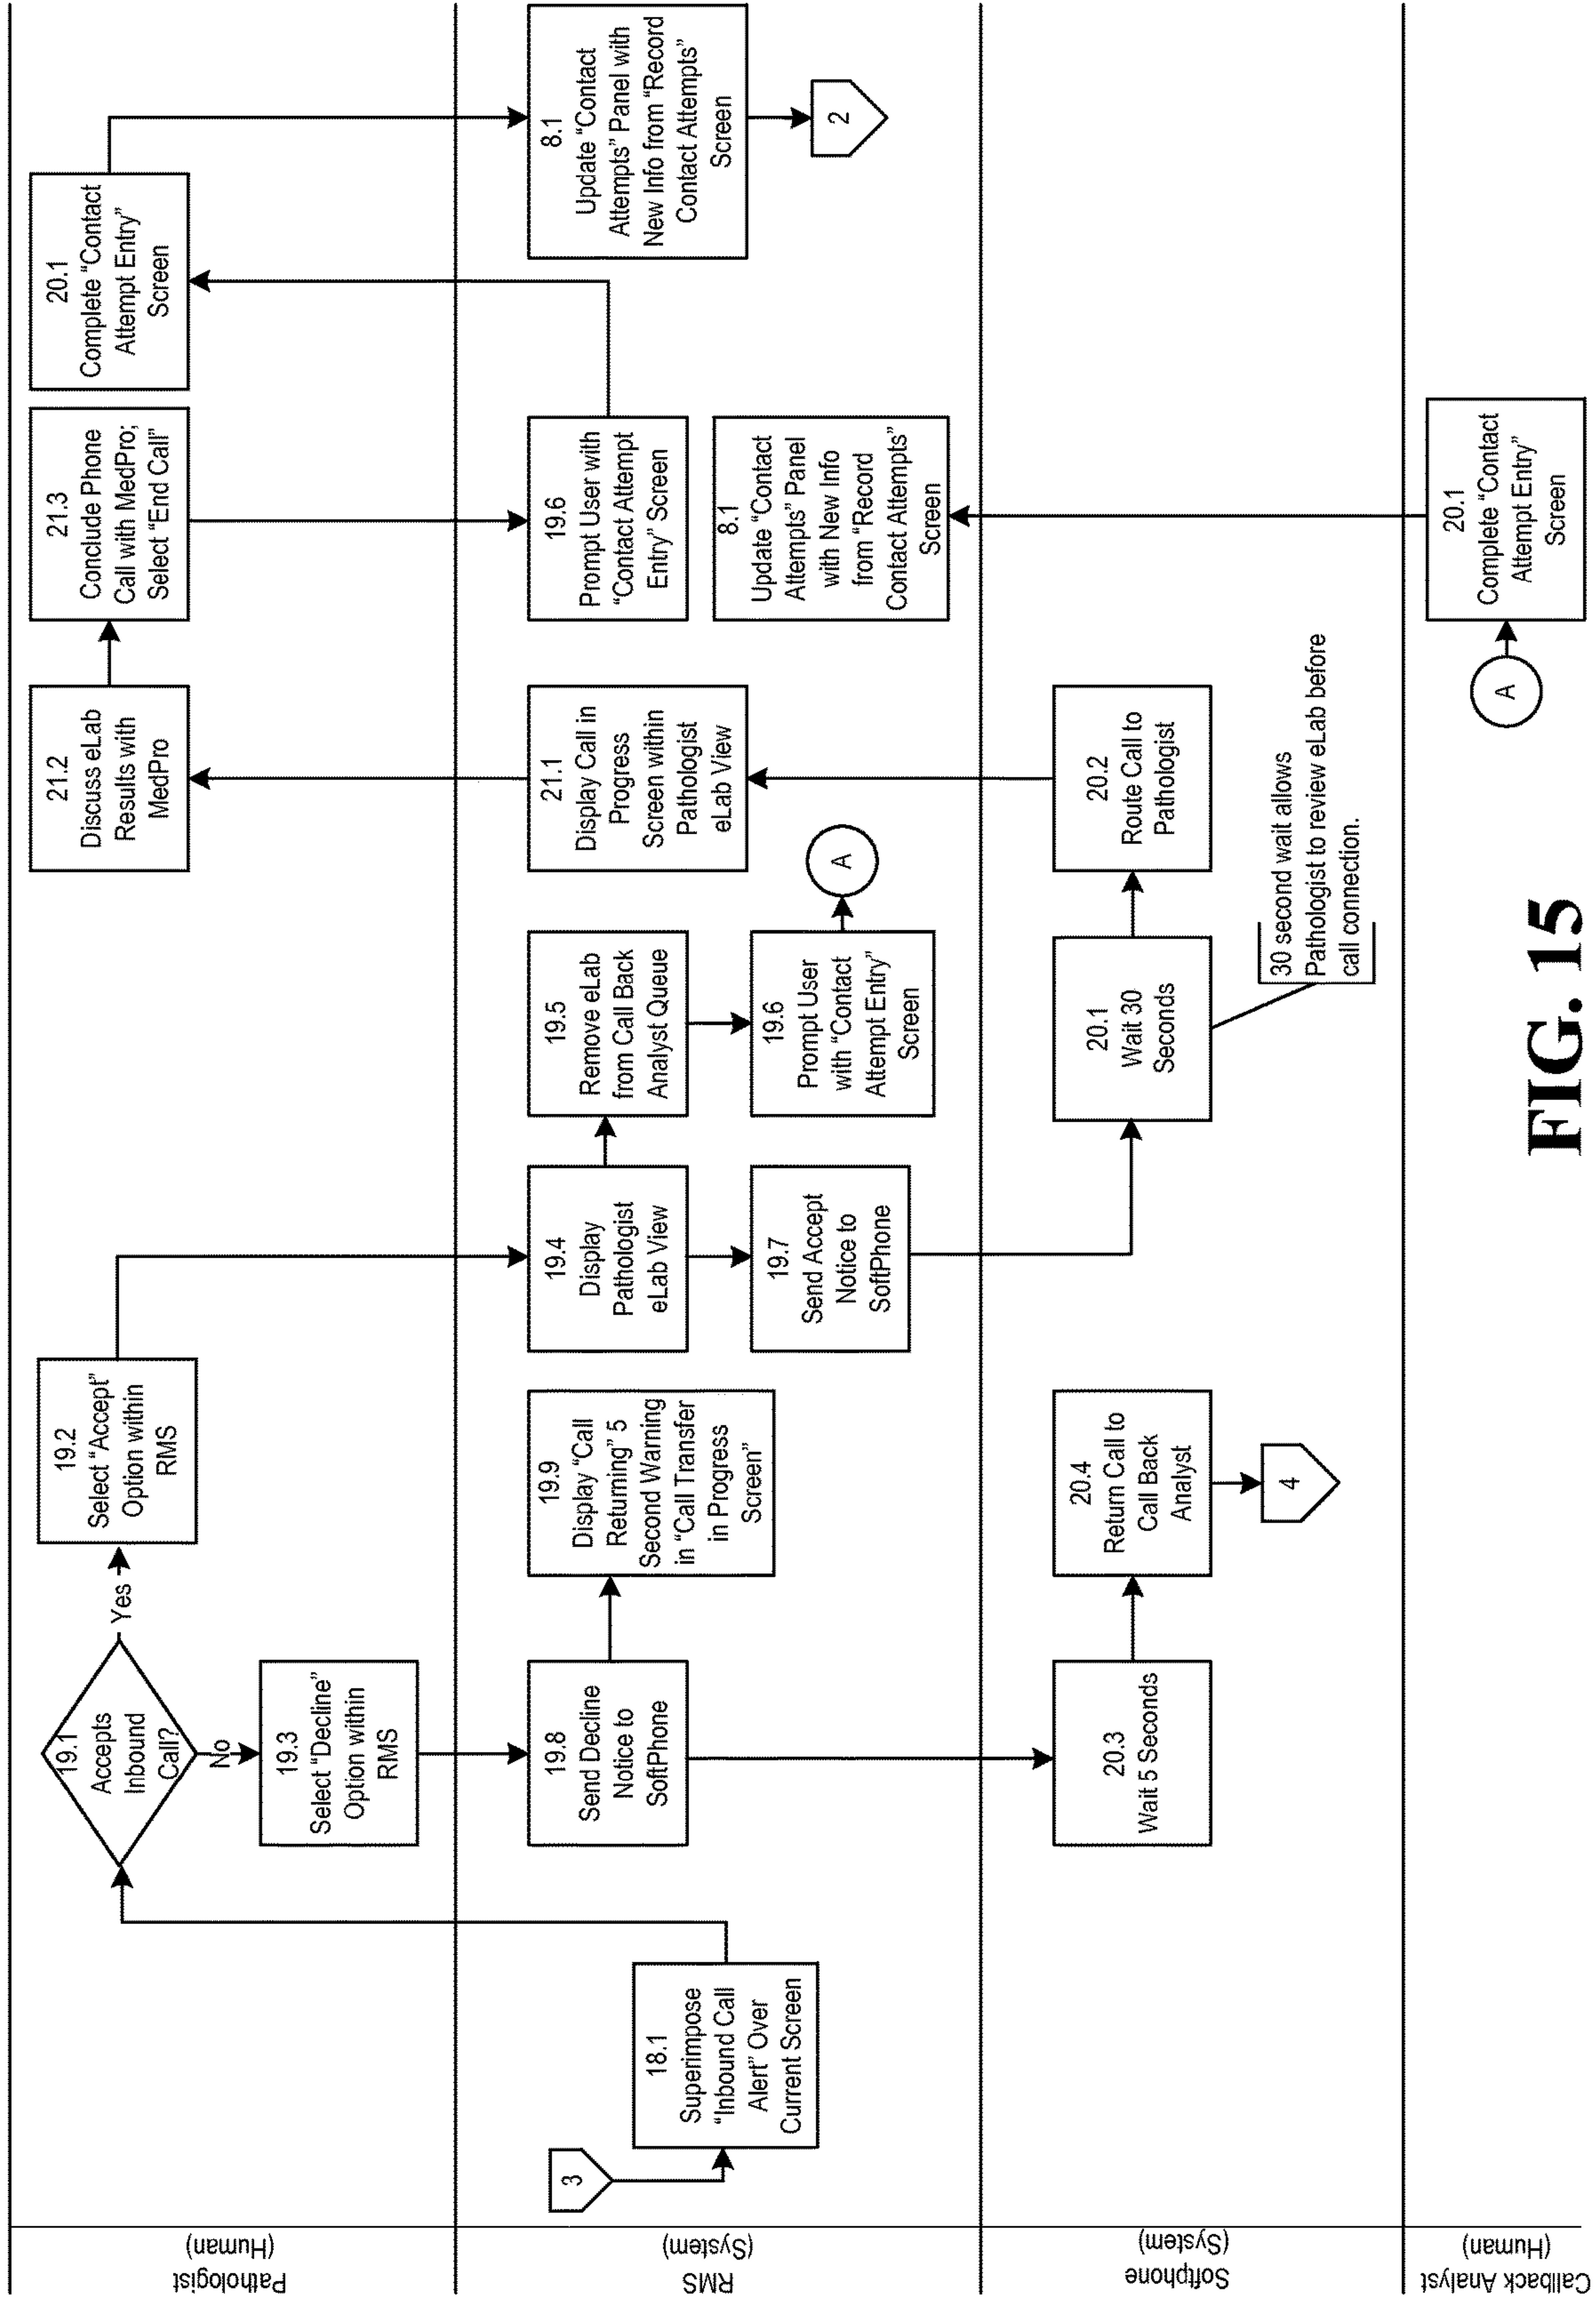 Pathologist
(Human)
19.1
Accepts
Inbound
Call?
Yes
No
19.2
Select “Accept”
Option within
RMS
19.3
Select “Decline”
Option within
RMS
21.2
Discuss eLab
Results with
MedPro
21.3
Conclude Phone
Call with MedPro;
Select “End Call”
20.1
Complete “Contact
Attempt Entry”
Screen
RMS
(System)
3
18.1
Superimpose
“Inbound Call
Alert” Over
Current Screen
19.8
Send Decline
Notice to
SoftPhone
19.9
Display “Call
Returning” 5
Second Warning
in “Call Transfer
in Progress
Screen”
19.4
Display
Pathologist
eLab View
19.7
Send Accept
Notice to
SoftPhone
19.5
Remove eLab
from Call Back
Analyst Queue
19.6
Prompt User
with “Contact
Attempt Entry”
Screen
A
21.1
Display Call in
Progress
Screen within
Pathologist
eLab View
19.6
Prompt User with
“Contact Attempt
Entry” Screen
8.1
Update “Contact
Attempts” Panel
with New Info
from “Record
Contact Attempts”
Screen
8.1
Update “Contact
Attempts” Panel with
New Info from “Record
Contact Attempts”
Screen
2
Softphone
(System)
20.3
Wait 5 Seconds
20.4
Return Call to
Call Back
Analyst
4
20.1
Wait 30
Seconds
20.2
Route Call to
Pathologist
30 second wait allows
Pathologist to review eLab before
call connection.
Callback Analyst
(Human)
A
20.1
Complete “Contact
Attempt Entry”
Screen
FIG. 15